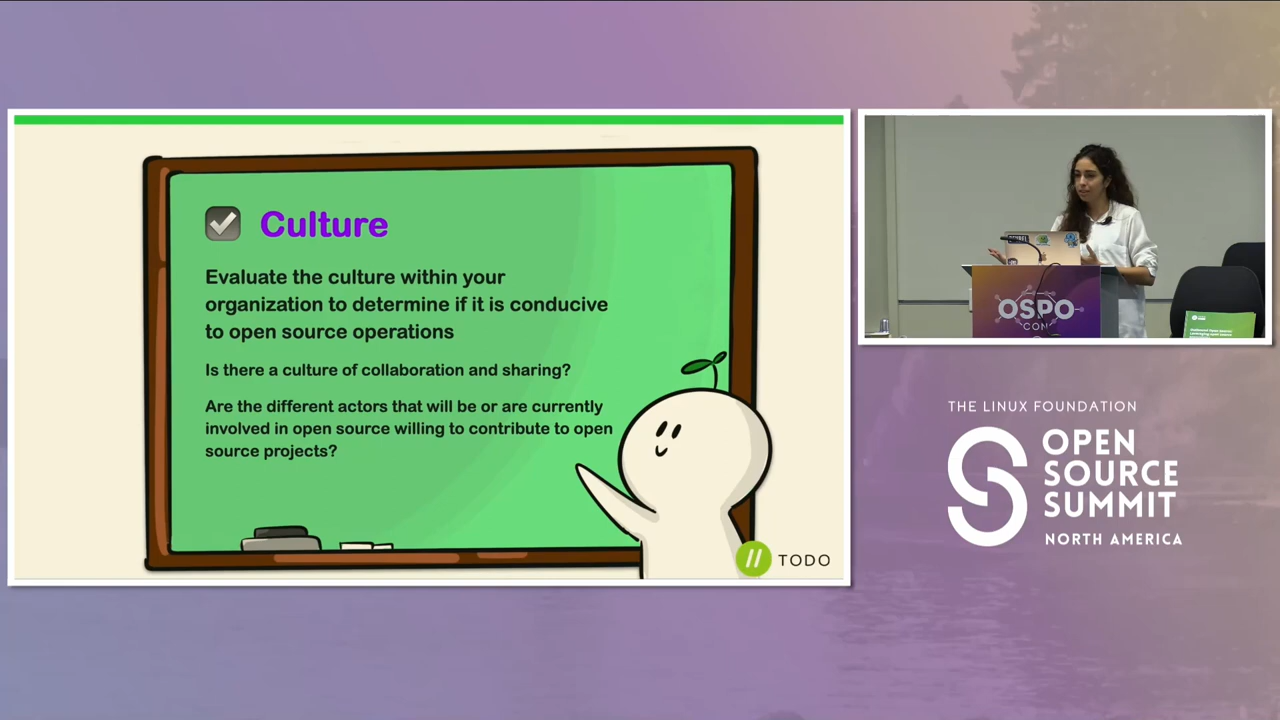 Culture
Evaluate the culture within your
organization to determine if it is conducive
to open source operations
Is there a culture of collaboration and sharing?
Are the different actors that will be or are currently
involved in open source willing to contribute to open
source projects?
// TODO
OSPO
CON
THE LINUX FOUNDATION
OPEN
SOURCE
SUMMIT
NORTH AMERICA